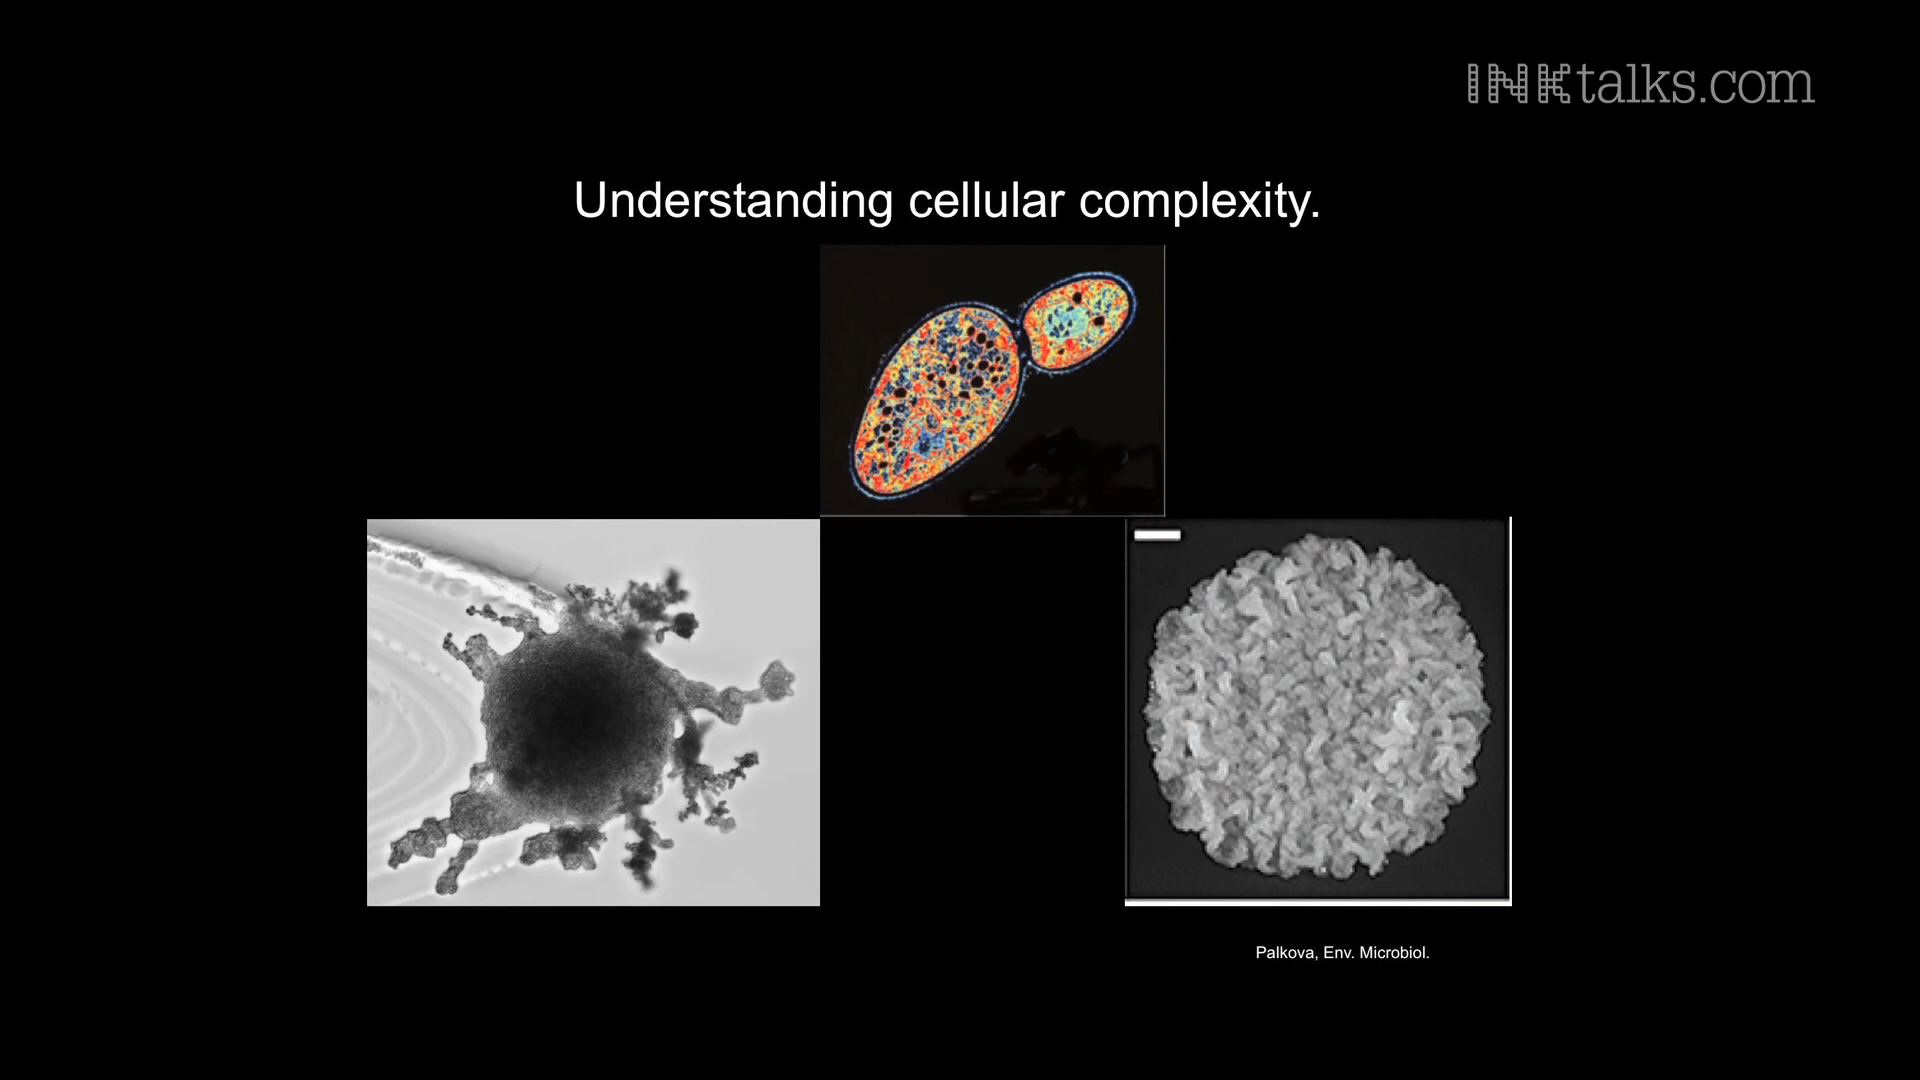 INKtalks.com
Understanding cellular complexity.
Palkova, Env. Microbiol.